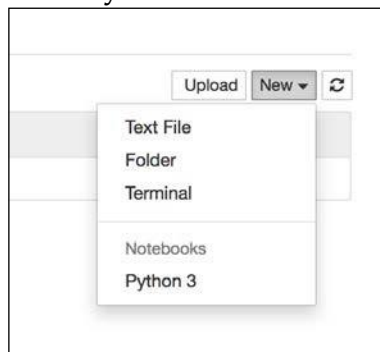 Upload New
Text File
Folder
Terminal
Notebooks
Python 3